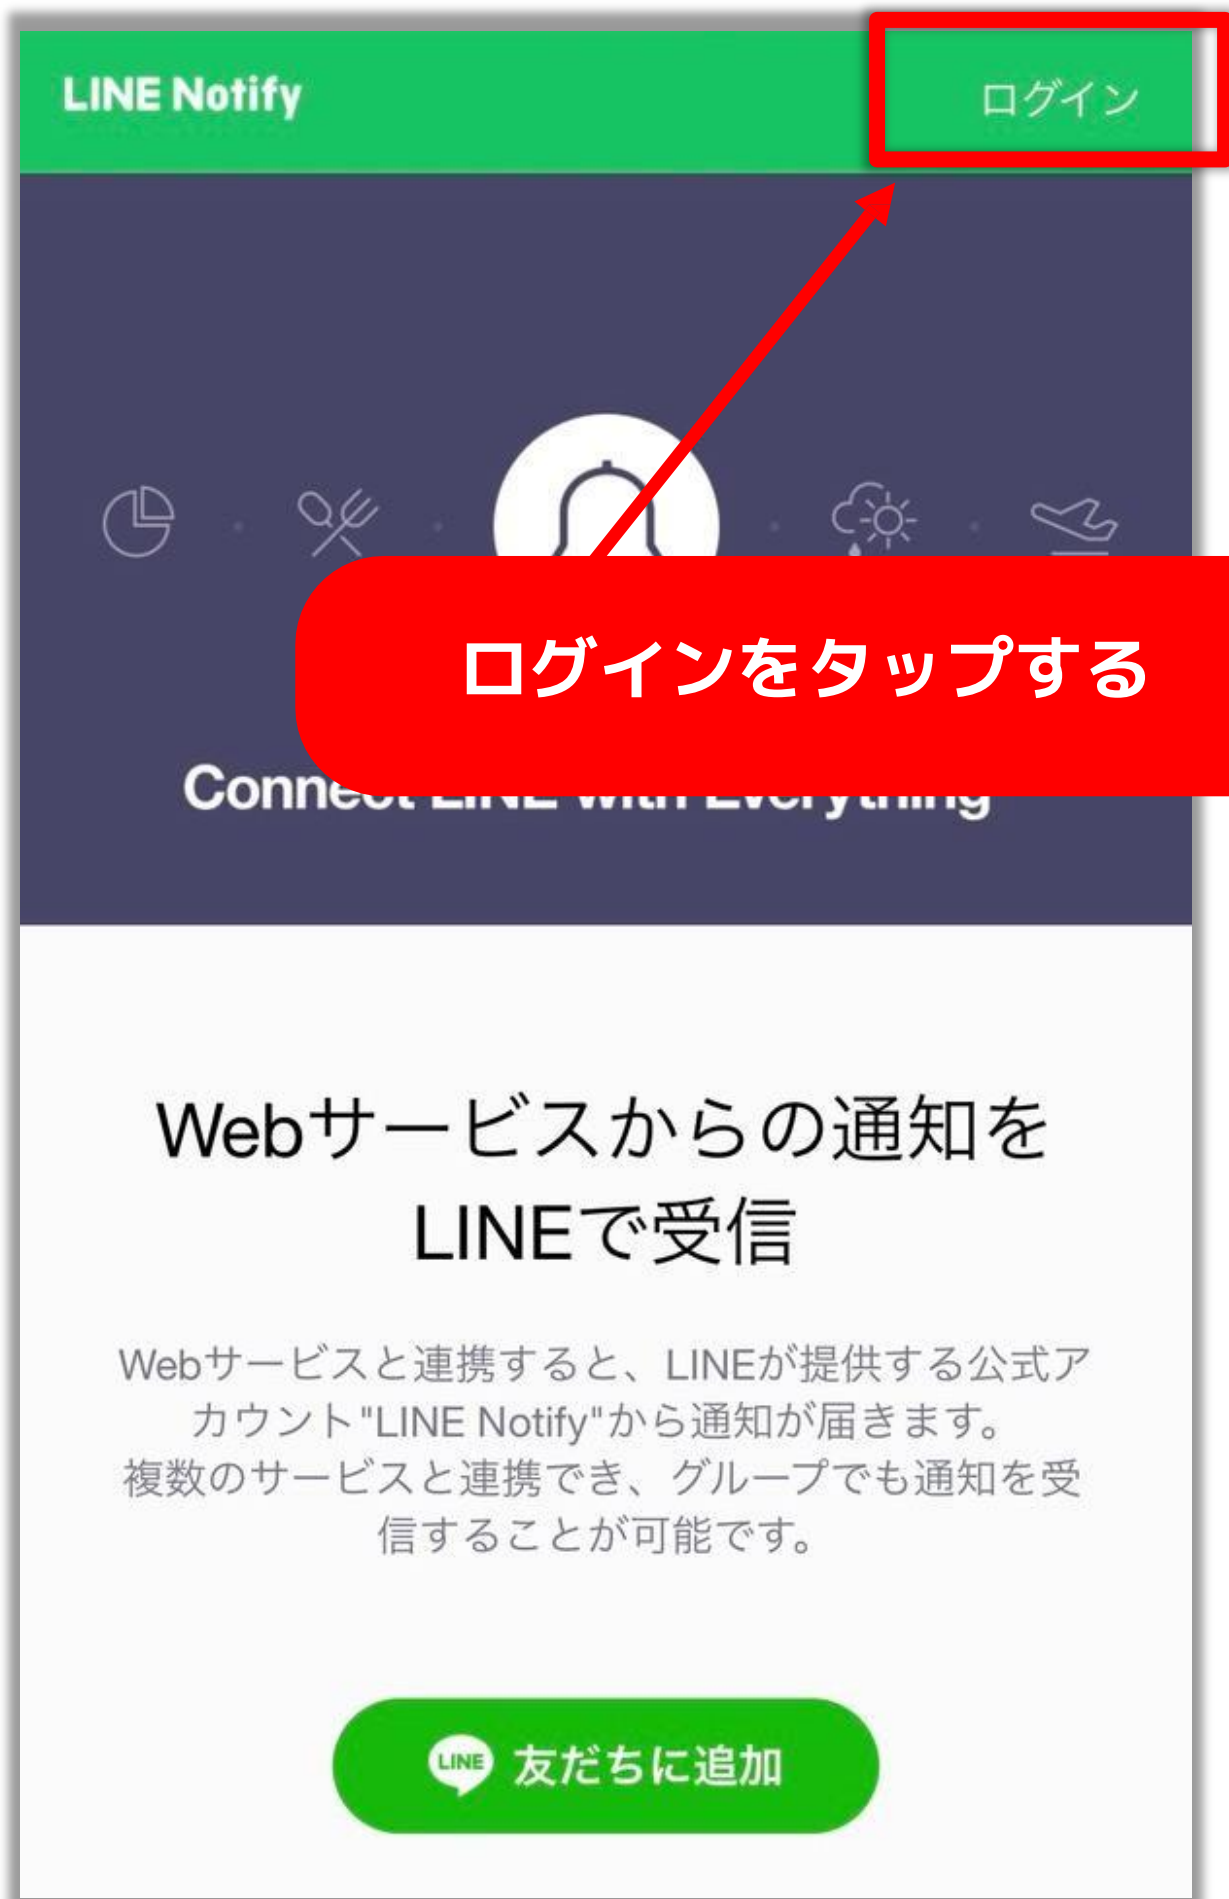 LINE Notify
ログイン
ログインをタップする
Connect LINE with Everything
Webサービスからの通知を
LINEで受信
Webサービスと連携すると、LINEが提供する公式ア
カウント"LINE Notify"から通知が届きます。
複数のサービスと連携でき、グループでも通知を受
信することが可能です。
LINE 友だちに追加